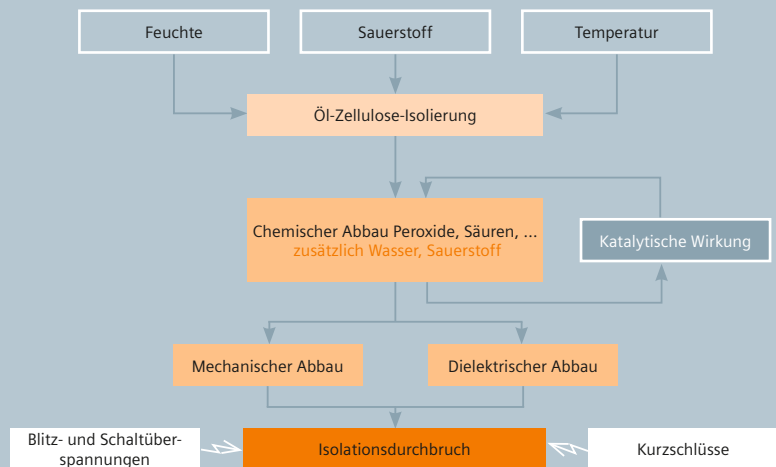 Feuchte
Sauerstoff
Temperatur
Öl-Zellulose-Isolierung
Chemischer Abbau Peroxide, Säuren, ...
zusätzlich Wasser, Sauerstoff
Katalytische Wirkung
Mechanischer Abbau
Dielektrischer Abbau
Blitz- und Schaltüber-
spannungen
Isolationsdurchbruch
Kurzschlüsse